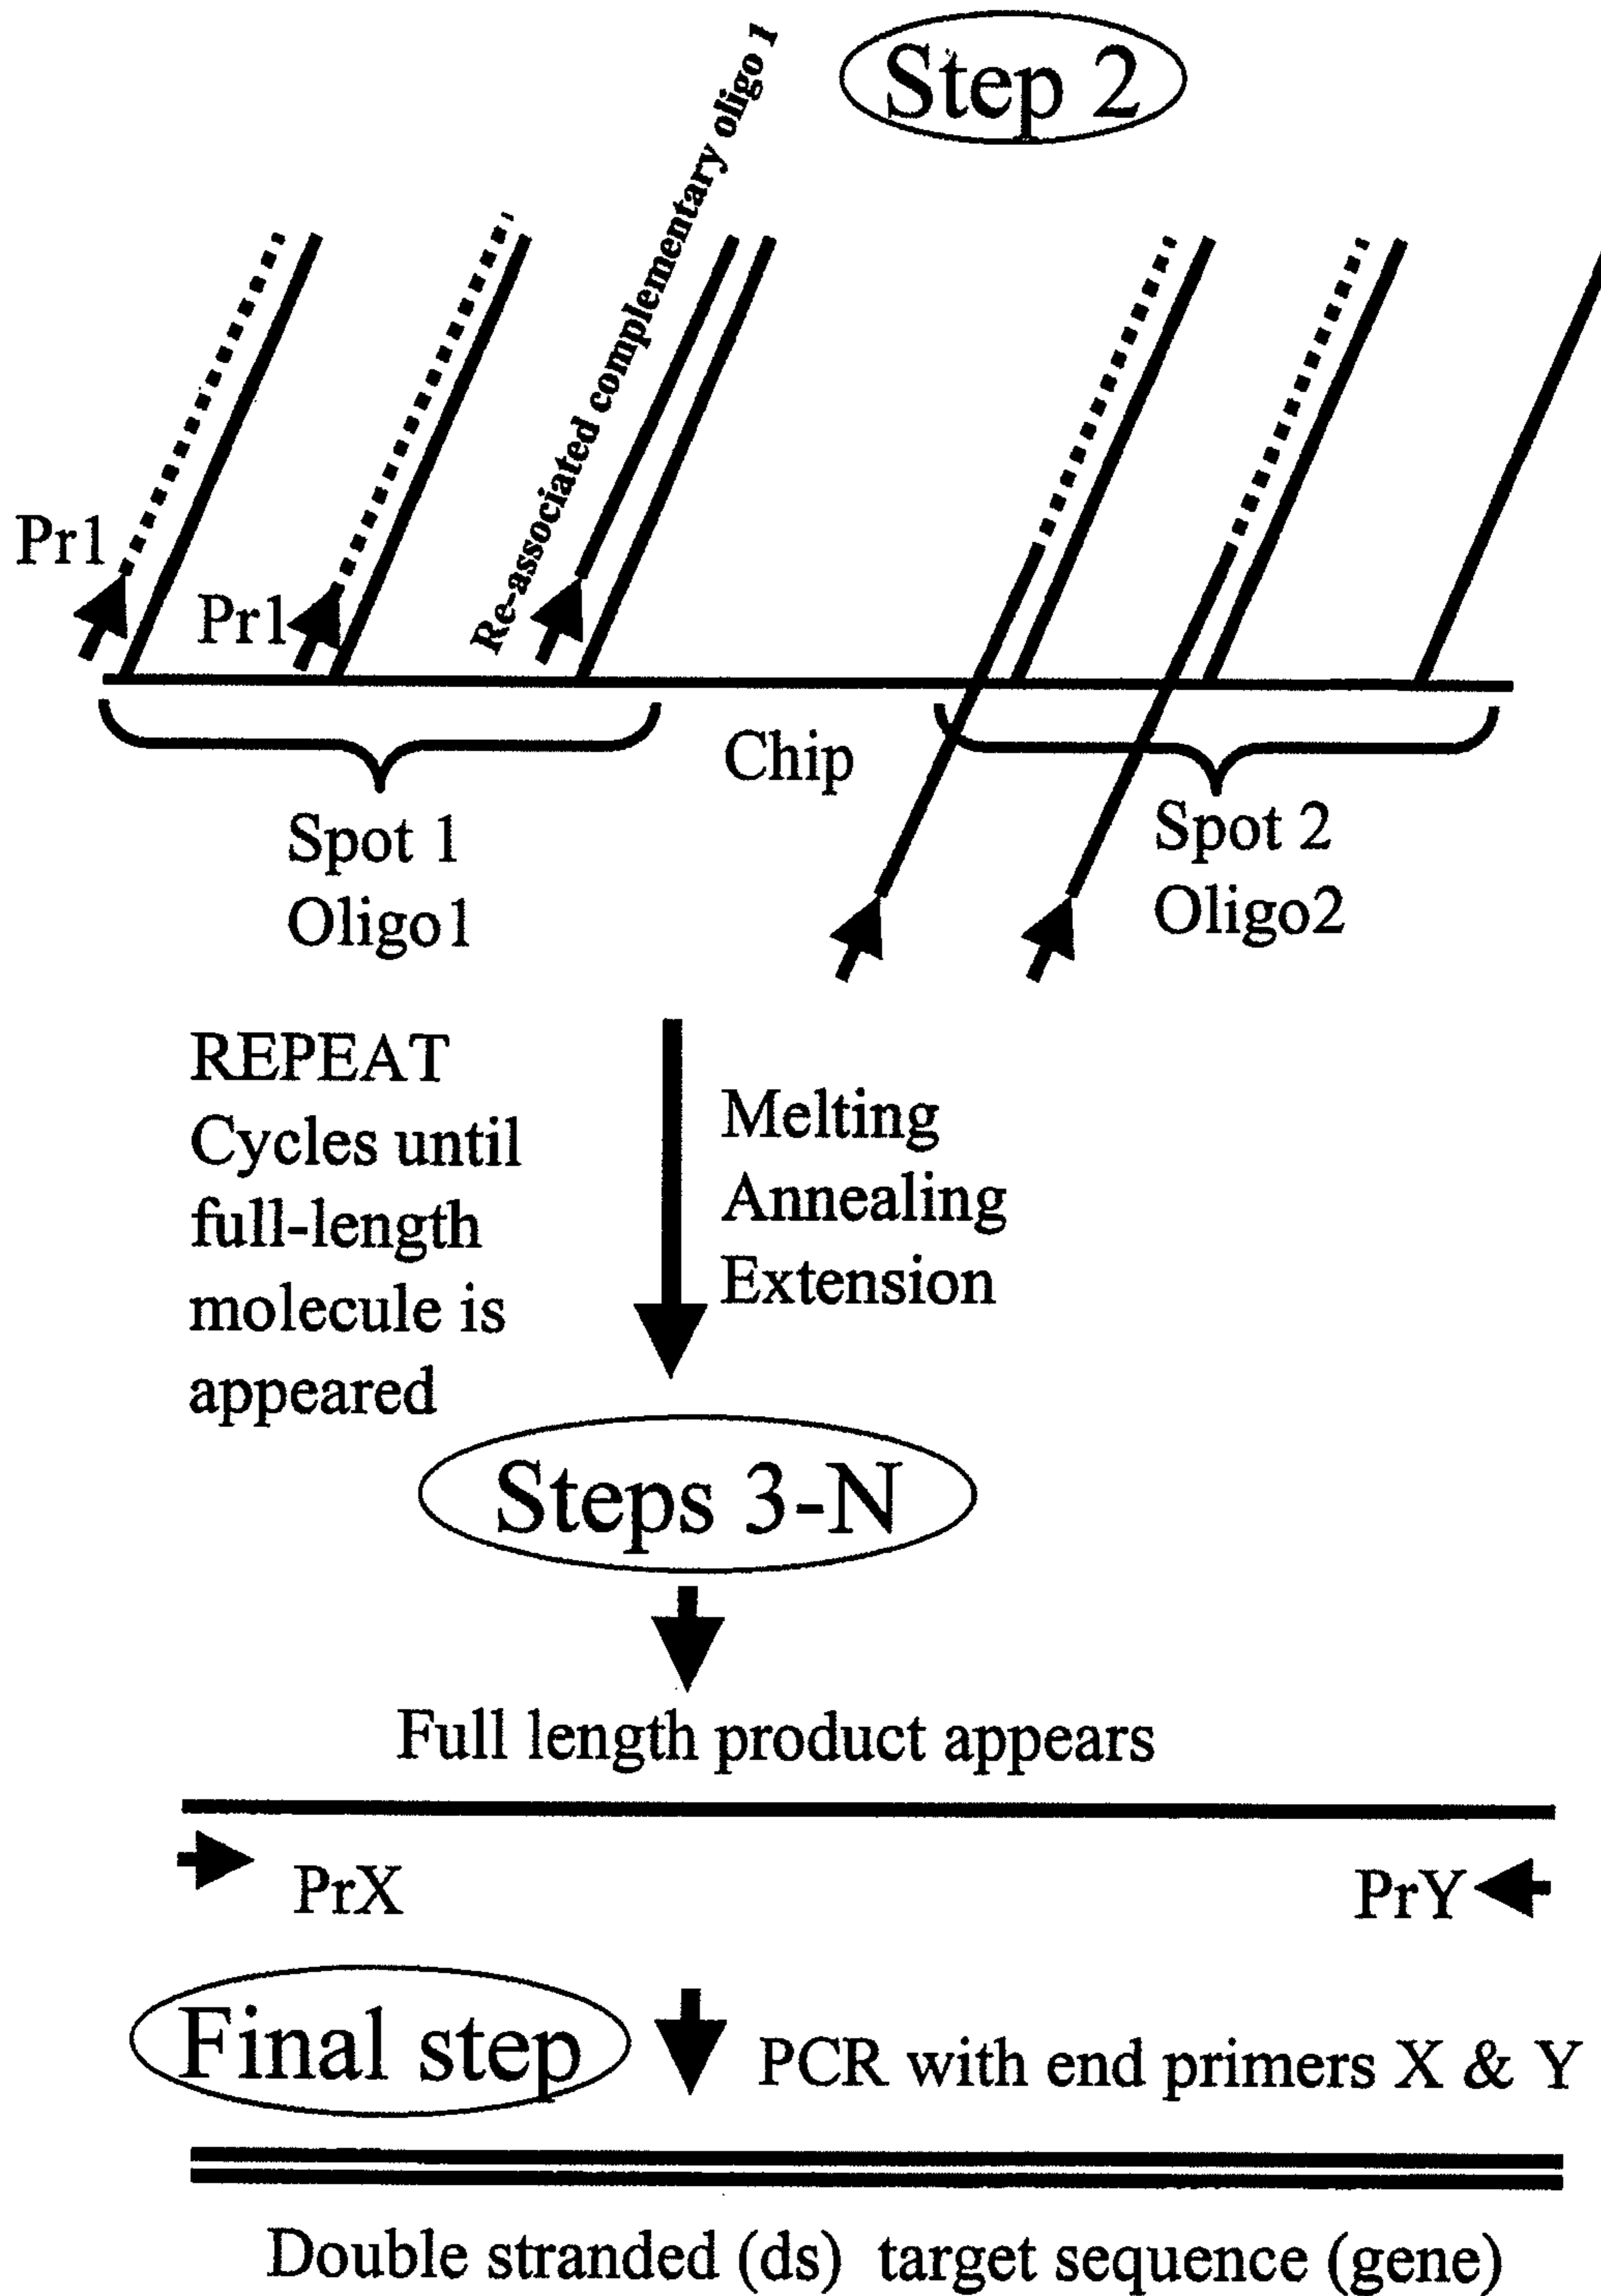 Step 2
Re-associated complementary oligo 1
Pr1
Pr1
Chip
Spot 1
Oligo1
Spot 2
Oligo2
REPEAT
Cycles until
full-length
molecule is
appeared
Melting
Annealing
Extension
Steps 3-N
Full length product appears
PrX
PrY
Final step
PCR with end primers X & Y
Double stranded (ds) target sequence (gene)